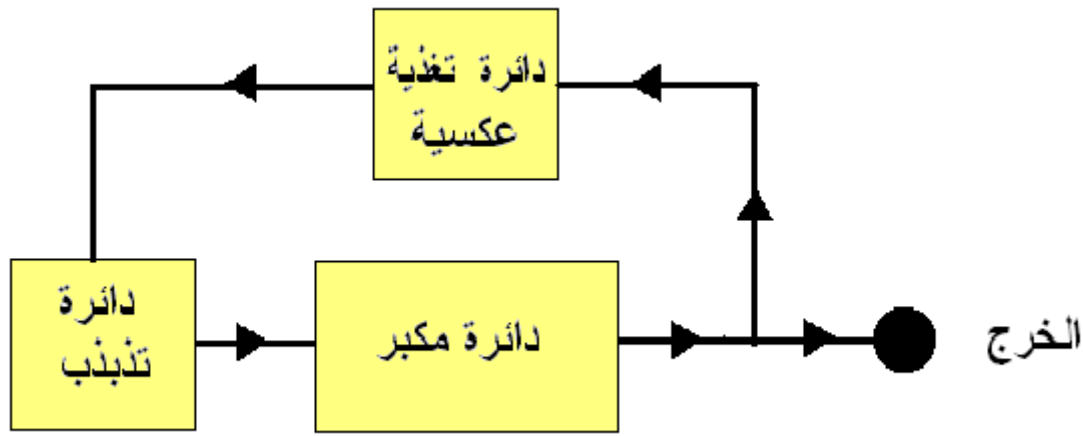 دائرة تغذية
عكسية
دائرة
تذبذب
دائرة مكبر
الخرج